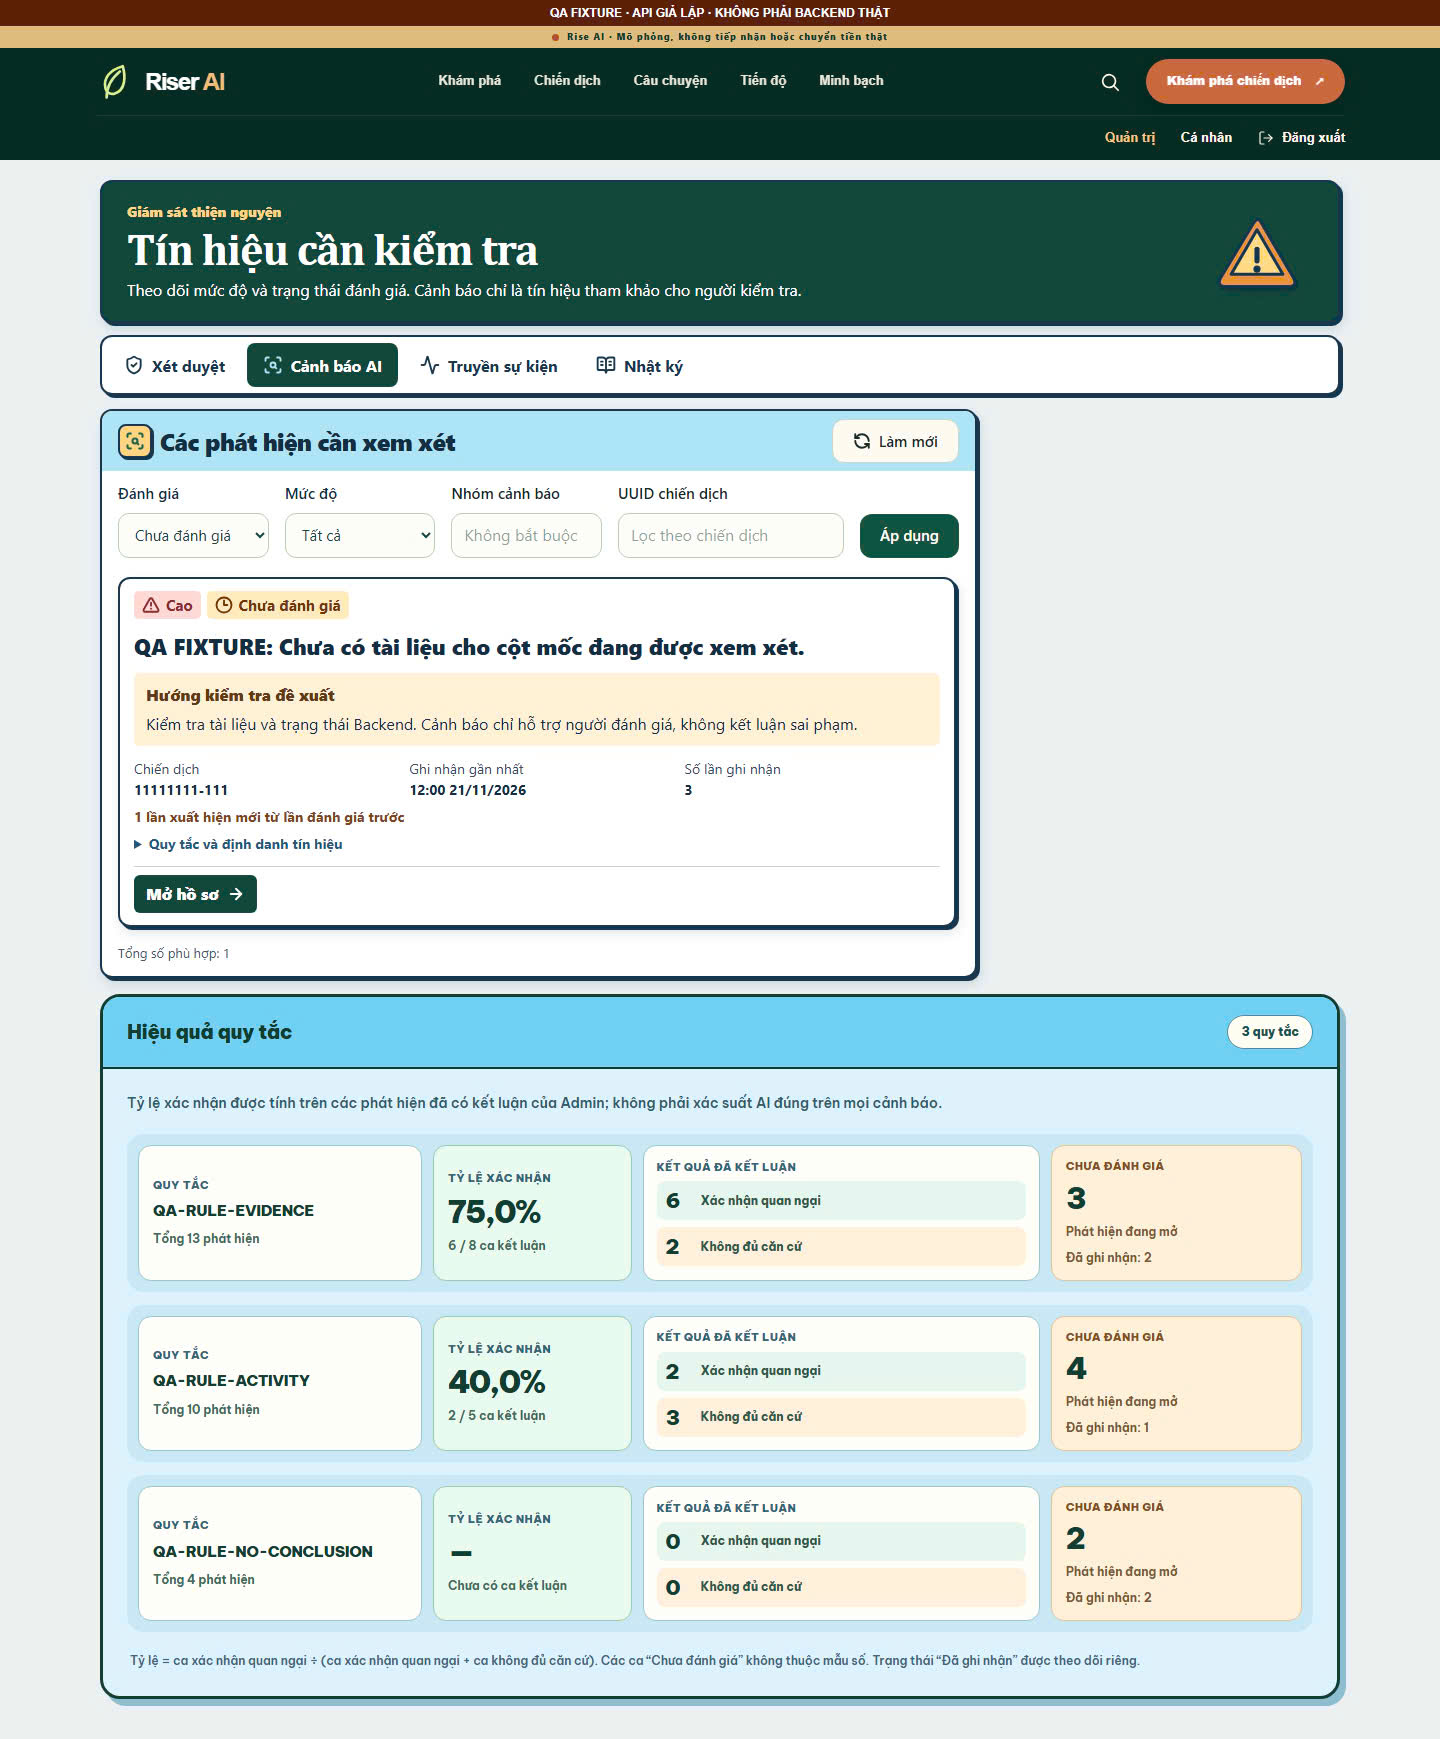 QA FIXTURE · API GIẢ LẬP · KHÔNG PHẢI BACKEND THẬT
Rise AI · Mô phỏng, không tiếp nhận hoặc chuyển tiền thật
Riser AI
Khám phá
Chiến dịch
Câu chuyện
Tiến độ
Minh bạch
Khám phá chiến dịch ↗
Quản trị
Cá nhân
Đăng xuất
Giám sát thiện nguyện
Tín hiệu cần kiểm tra
Theo dõi mức độ và trạng thái đánh giá. Cảnh báo chỉ là tín hiệu tham khảo cho người kiểm tra.
Xét duyệt
Cảnh báo AI
Truyền sự kiện
Nhật ký
Các phát hiện cần xem xét
Làm mới
Đánh giá
Mức độ
Nhóm cảnh báo
UUID chiến dịch
Chưa đánh giá
Tất cả
Không bắt buộc
Lọc theo chiến dịch
Áp dụng
Cao
Chưa đánh giá
QA FIXTURE: Chưa có tài liệu cho cột mốc đang được xem xét.
Hướng kiểm tra đề xuất
Kiểm tra tài liệu và trạng thái Backend. Cảnh báo chỉ hỗ trợ người đánh giá, không kết luận sai phạm.
Chiến dịch
11111111-111
Ghi nhận gần nhất
12:00 21/11/2026
Số lần ghi nhận
3
1 lần xuất hiện mới từ lần đánh giá trước
Quy tắc và định danh tín hiệu
Mở hồ sơ →
Tổng số phù hợp: 1
Hiệu quả quy tắc
3 quy tắc
Tỷ lệ xác nhận được tính trên các phát hiện đã có kết luận của Admin; không phải xác suất AI đúng trên mọi cảnh báo.
QUY TẮC
QA-RULE-EVIDENCE
Tổng 13 phát hiện
TỶ LỆ XÁC NHẬN
75,0%
6 / 8 ca kết luận
KẾT QUẢ ĐÃ KẾT LUẬN
6 Xác nhận quan ngại
2 Không đủ căn cứ
CHƯA ĐÁNH GIÁ
3
Phát hiện đang mở
Đã ghi nhận: 2
QUY TẮC
QA-RULE-ACTIVITY
Tổng 10 phát hiện
TỶ LỆ XÁC NHẬN
40,0%
2 / 5 ca kết luận
KẾT QUẢ ĐÃ KẾT LUẬN
2 Xác nhận quan ngại
3 Không đủ căn cứ
CHƯA ĐÁNH GIÁ
4
Phát hiện đang mở
Đã ghi nhận: 1
QUY TẮC
QA-RULE-NO-CONCLUSION
Tổng 4 phát hiện
TỶ LỆ XÁC NHẬN
—
Chưa có ca kết luận
KẾT QUẢ ĐÃ KẾT LUẬN
0 Xác nhận quan ngại
0 Không đủ căn cứ
CHƯA ĐÁNH GIÁ
2
Phát hiện đang mở
Đã ghi nhận: 2
Tỷ lệ = ca xác nhận quan ngại ÷ (ca xác nhận quan ngại + ca không đủ căn cứ). Các ca “Chưa đánh giá” không thuộc mẫu số. Trạng thái “Đã ghi nhận” được theo dõi riêng.